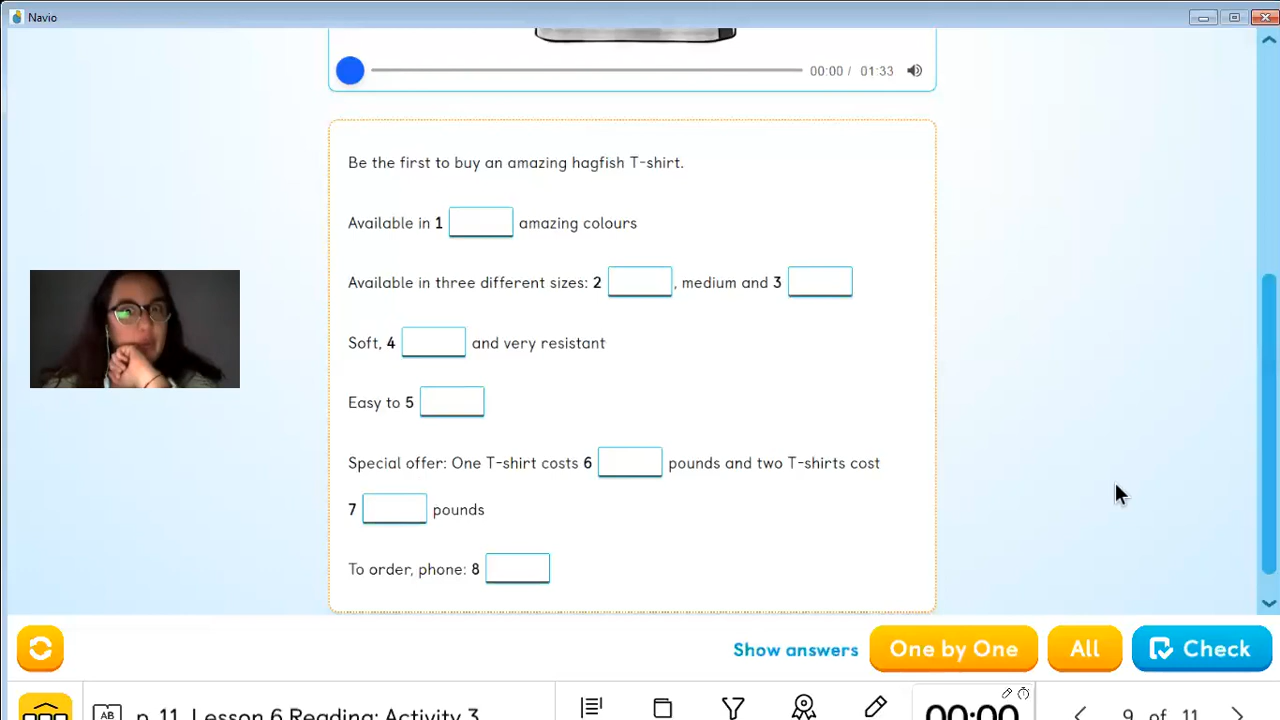 Navio
00:00 / 01:33
Be the first to buy an amazing hagfish T-shirt.
Available in 1 amazing colours
Available in three different sizes: 2 , medium and 3
Soft, 4 and very resistant
Easy to 5
Special offer: One T-shirt costs 6 pounds and two T-shirts cost
7 pounds
To order, phone: 8
Show answers One by One All Check
AB p. 11, Lesson 6 Reading: Activity 3 00:00 9 of 11